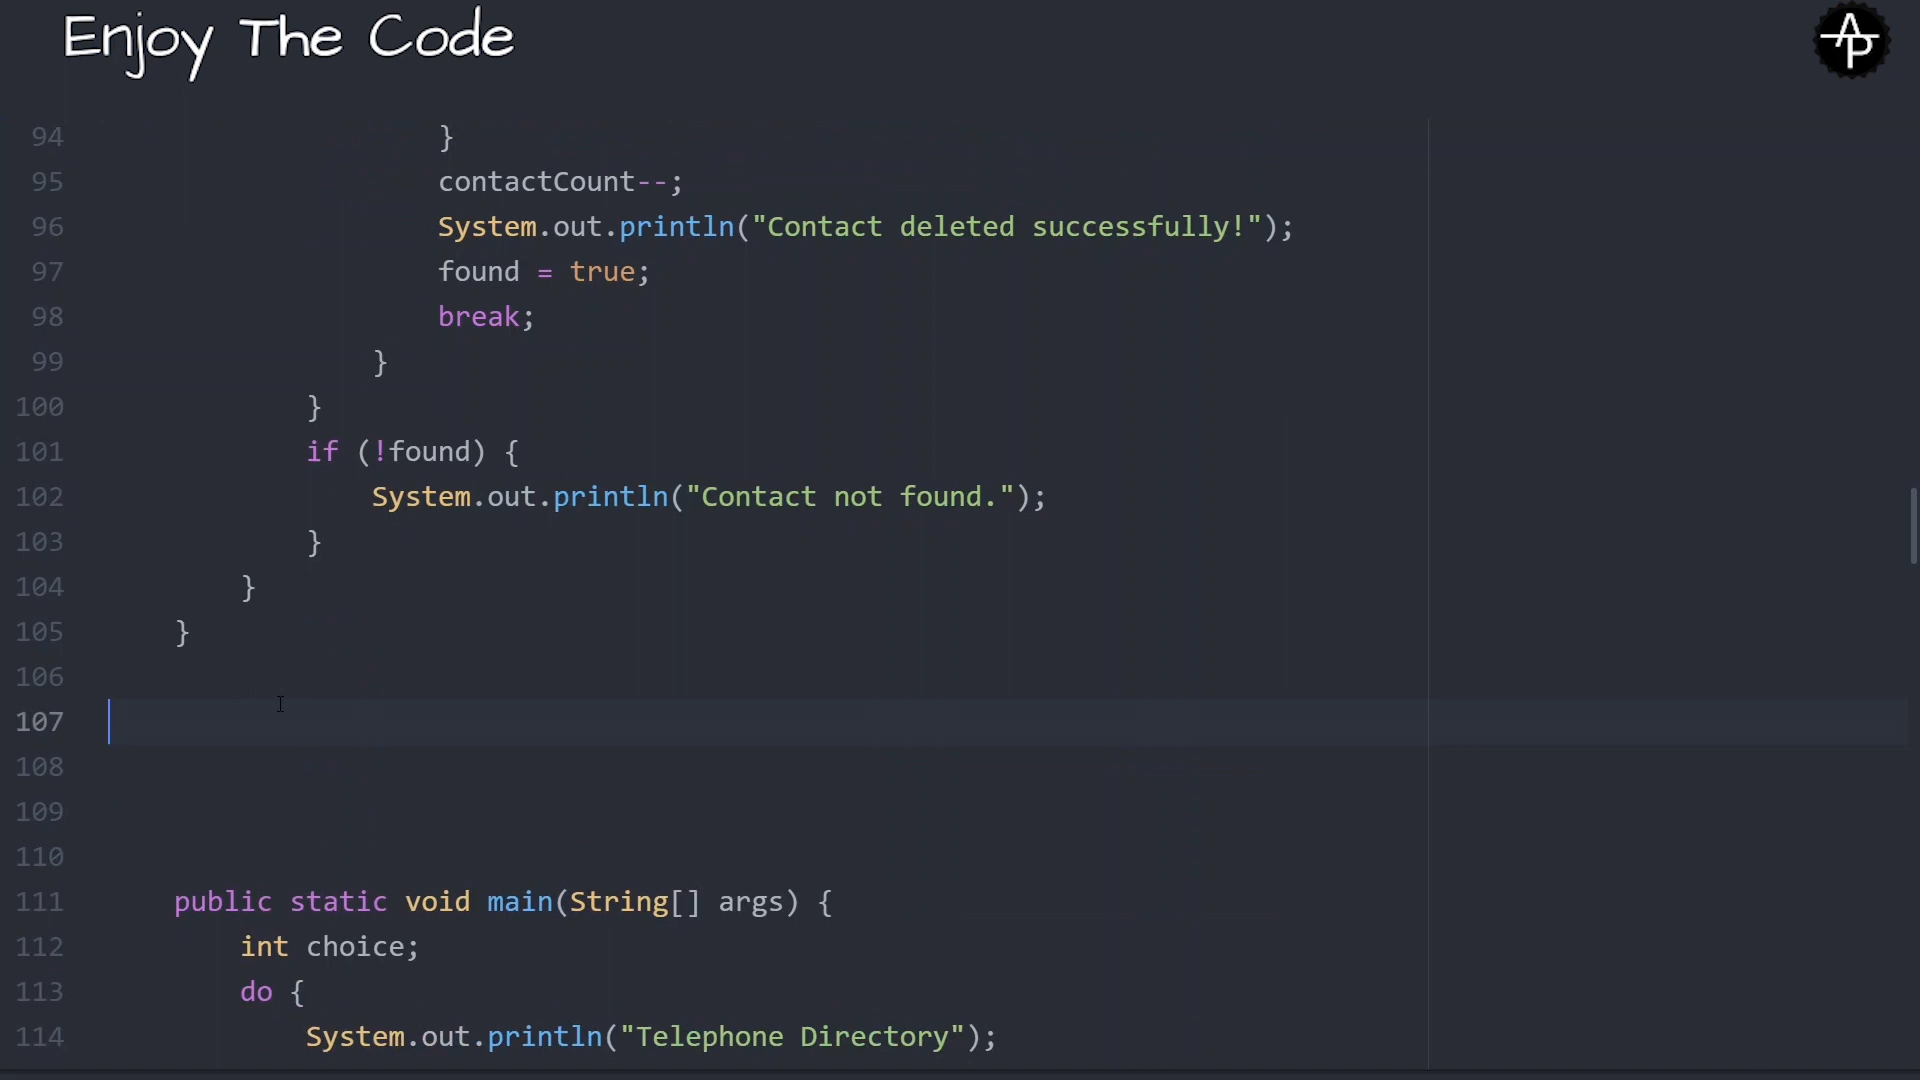 Enjoy The Code
AP
94 }
95 contactCount--;
96 System.out.println("Contact deleted successfully!");
97 found = true;
98 break;
99 }
100 }
101 if (!found) {
102 System.out.println("Contact not found.");
103 }
104 }
105 }
106
107
108
109
110
111 public static void main(String[] args) {
112 int choice;
113 do {
114 System.out.println("Telephone Directory");